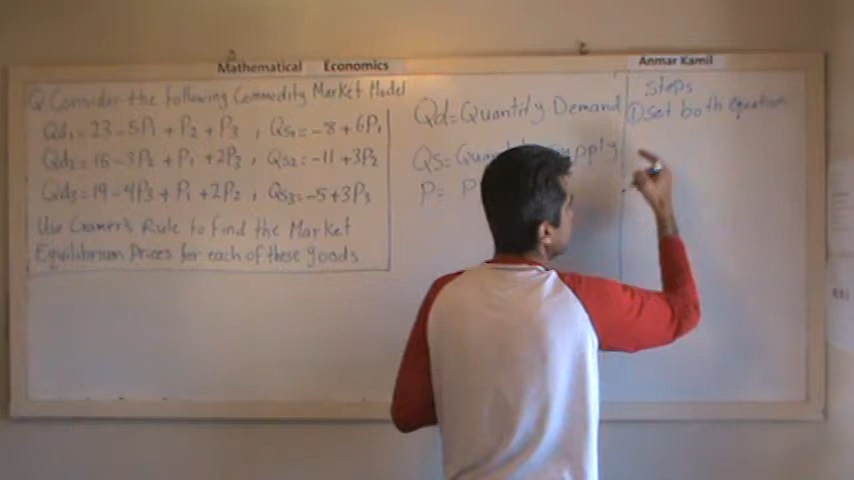 Mathematical Economics
Anmar Kamil
Q Consider the following Commodity Market Model
Qd1 = 23 - 5P1 + P2 + P3 , Qs1 = -8 + 6P1
Qd2 = 15 - 3P2 + P1 + 2P3 , Qs2 = -11 + 3P2
Qd3 = 19 - 4P3 + P1 + 2P2 , Qs3 = -5 + 3P3
Use Cramer's Rule to find the Market
Equilibrium Prices for each of these goods
Qd = Quantity Demand
Qs =
P = P
Steps
① Set both equation